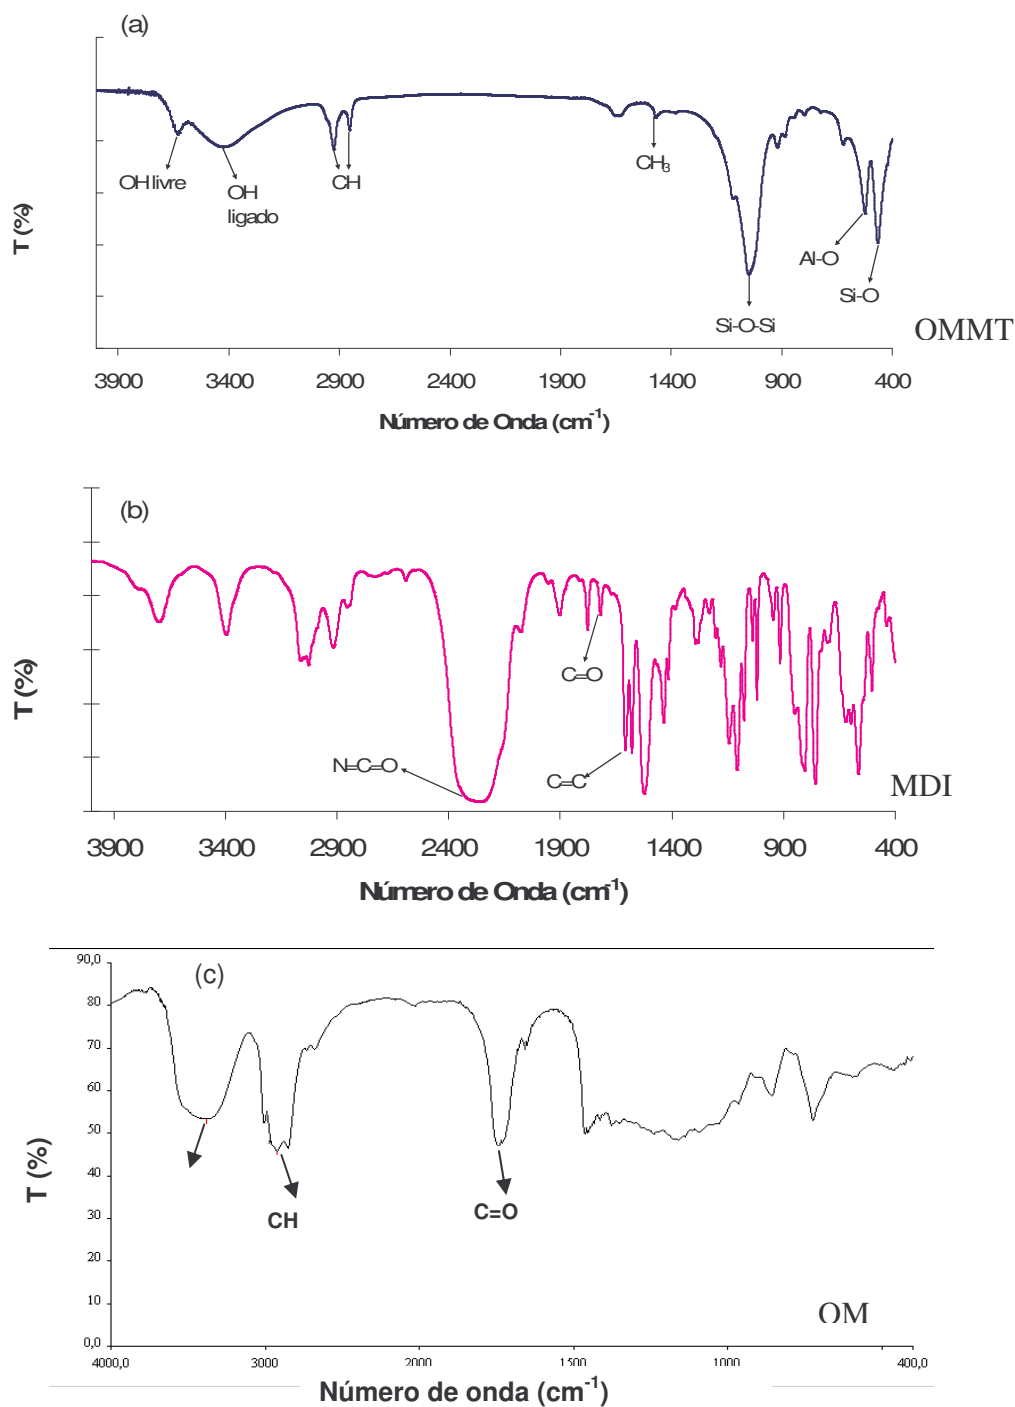 (a)
OH livre
OH
ligado
CH
CH₃
Si-O-Si
Al-O
Si-O
OMMT
T (%)
3900 3400 2900 2400 1900 1400 900 400
Número de Onda (cm⁻¹)
(b)
N=C=O
C=O
C=C
MDI
T (%)
3900 3400 2900 2400 1900 1400 900 400
Número de Onda (cm⁻¹)
(c)
90,0
80
70
60
50
40
30
20
10
0,0
T (%)
CH
C=O
OM
4000,0 3000 2000 1500 1000 400,0
Número de onda (cm⁻¹)